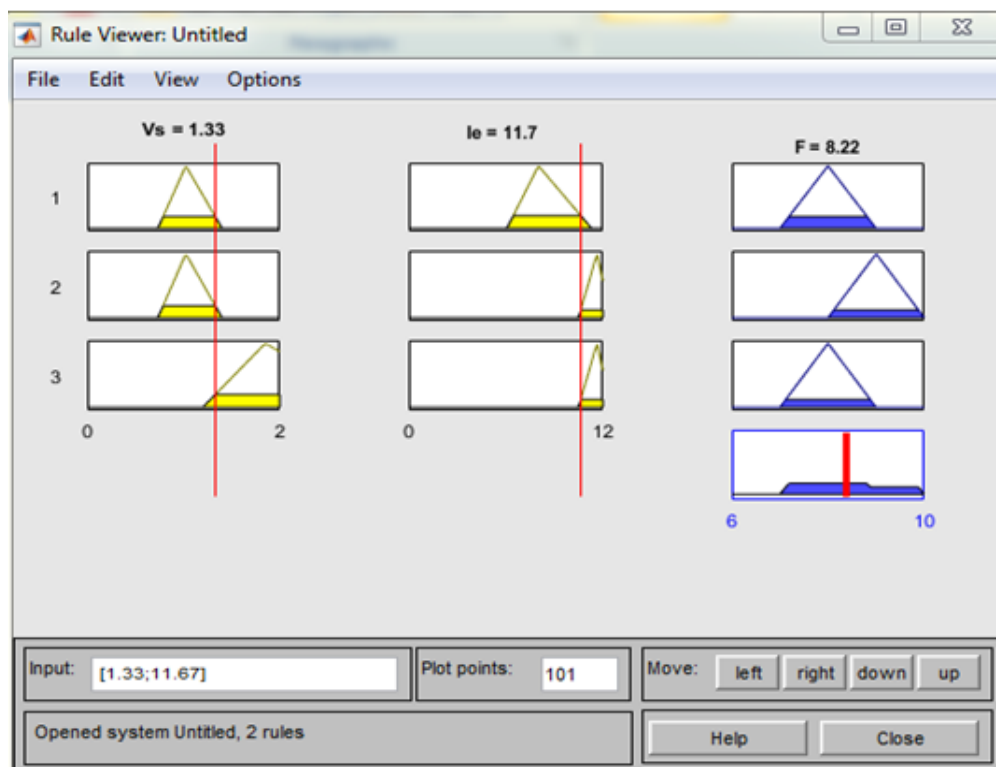 Rule Viewer: Untitled
File Edit View Options
Vs = 1.33 Ie = 11.7 F = 8.22
1
2
3
0 2 0 12
6 10
Input: [1.33;11.67] Plot points: 101 Move: left right down up
Opened system Untitled, 2 rules Help Close